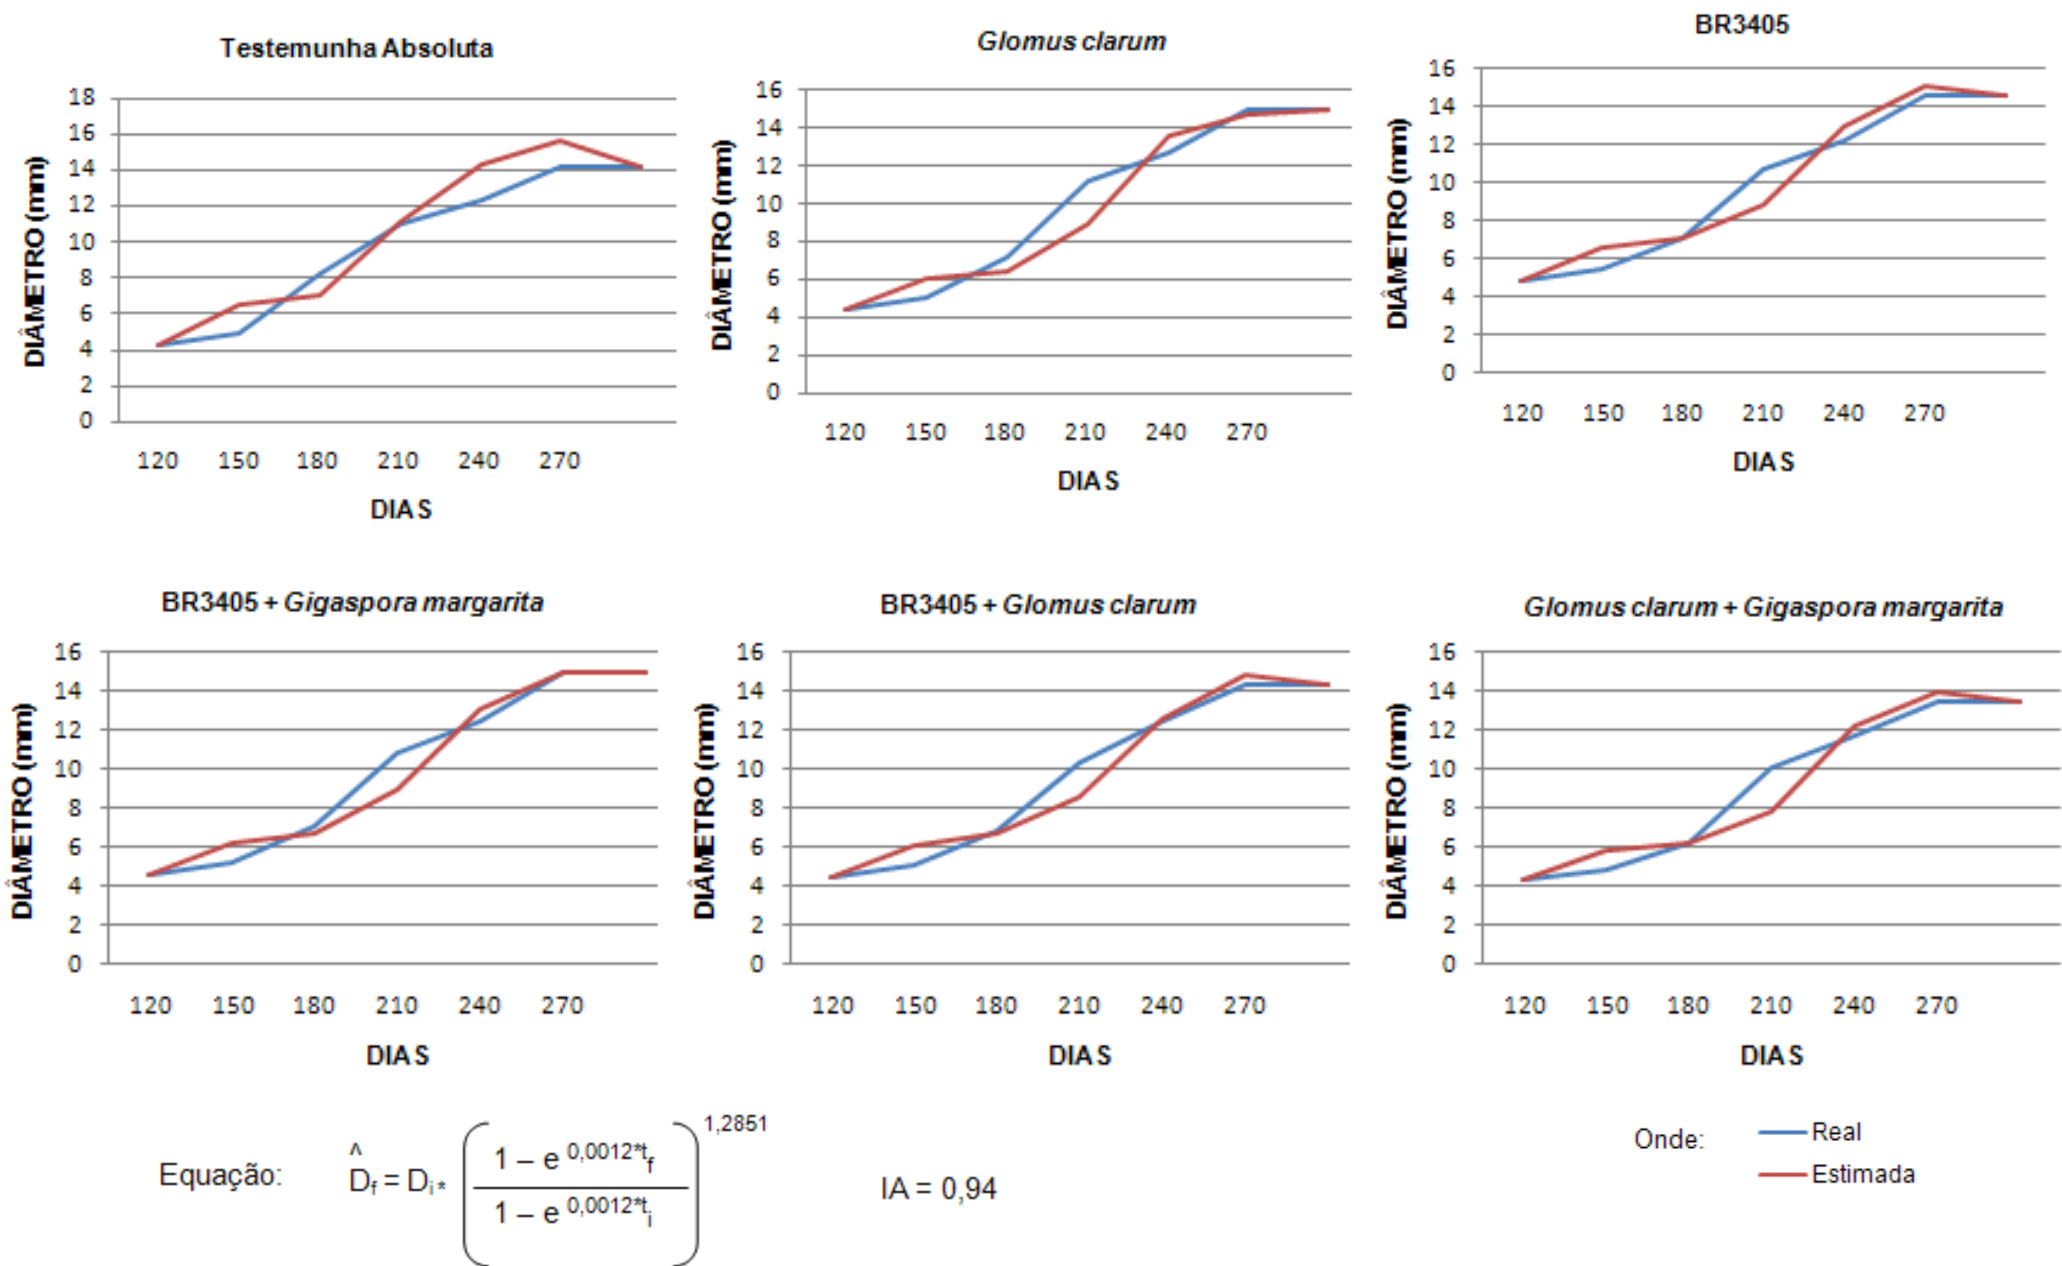 Testemunha Absoluta
DIÂMETRO (mm)
18
16
14
12
10
8
6
4
2
0
120 150 180 210 240 270
DIAS
Glomus clarum
DIÂMETRO (mm)
16
14
12
10
8
6
4
2
0
120 150 180 210 240 270
DIAS
BR3405
DIÂMETRO (mm)
16
14
12
10
8
6
4
2
0
120 150 180 210 240 270
DIAS
BR3405 + Gigaspora margarita
DIÂMETRO (mm)
16
14
12
10
8
6
4
2
0
120 150 180 210 240 270
DIAS
BR3405 + Glomus clarum
DIÂMETRO (mm)
16
14
12
10
8
6
4
2
0
120 150 180 210 240 270
DIAS
Glomus clarum + Gigaspora margarita
DIÂMETRO (mm)
16
14
12
10
8
6
4
2
0
120 150 180 210 240 270
DIAS
Equação: D̂f = Di* ( (1 – e 0,0012*tf) / (1 – e 0,0012*ti) ) 1,2851
IA = 0,94
Onde:
Real
Estimada